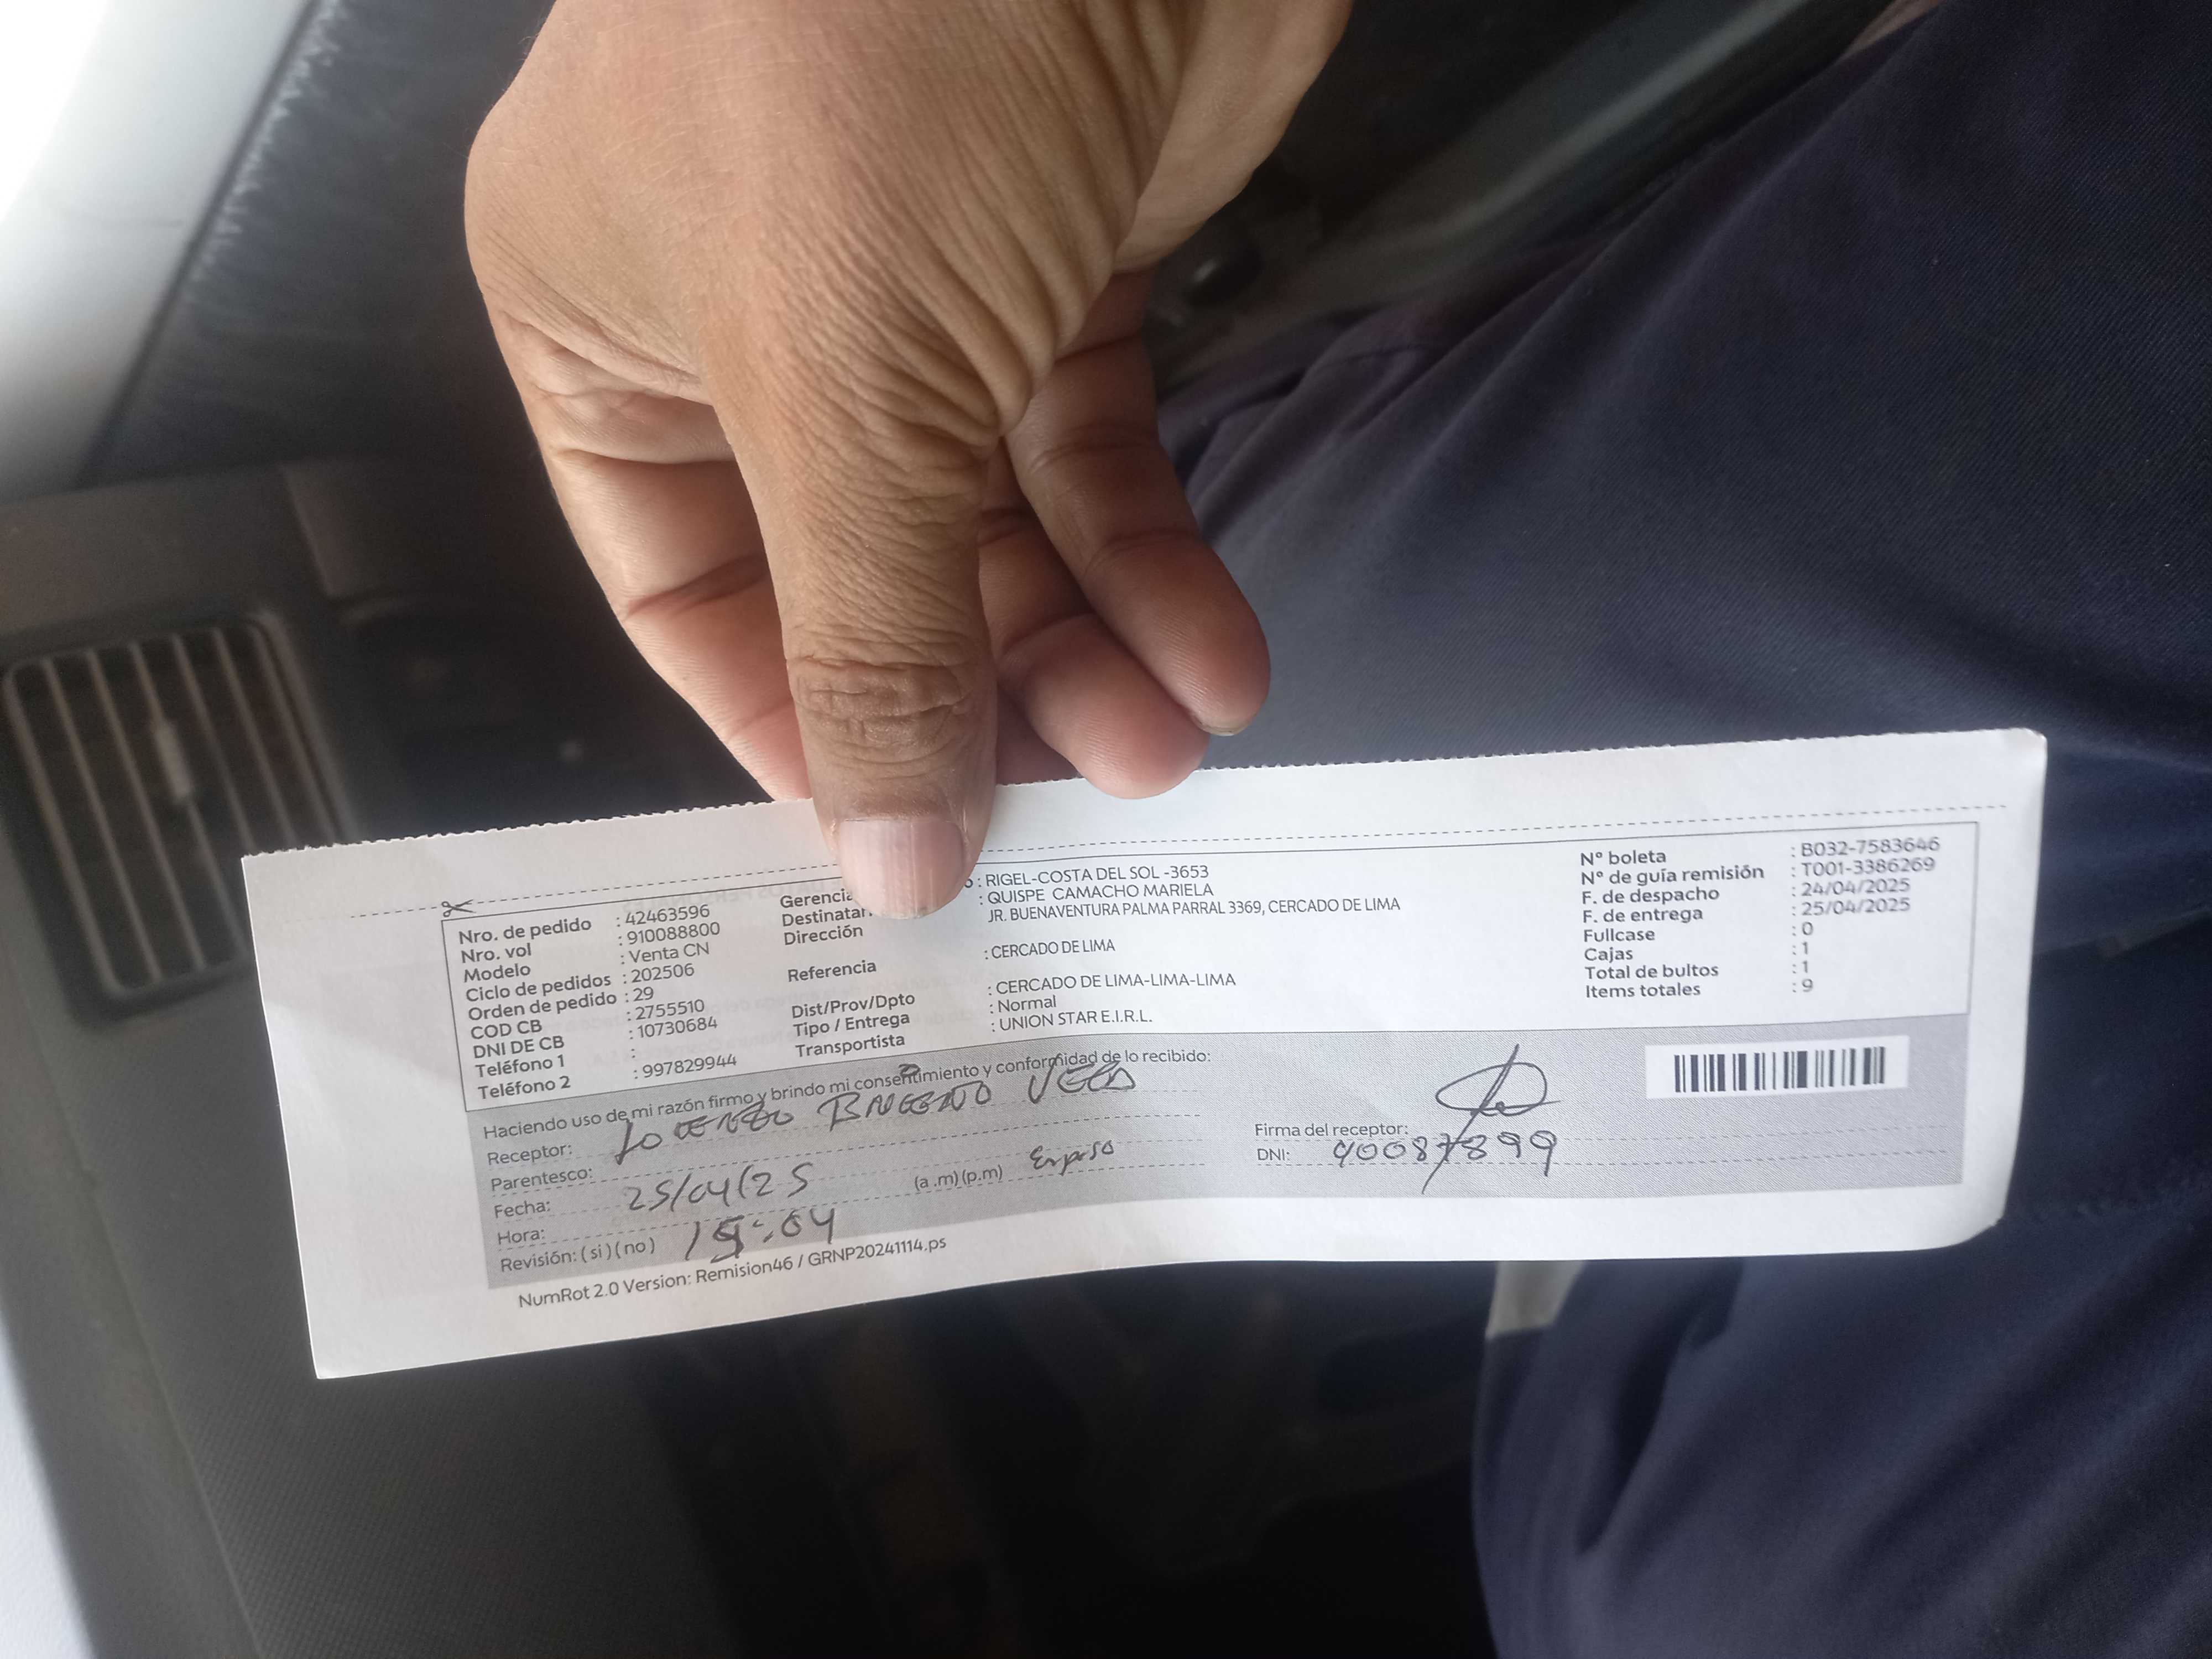 Nro. de pedido : 42463596
Nro. vol : 910088800
Modelo : Venta CN
Ciclo de pedidos : 202506
Orden de pedido : 29
COD CB : 2755510
DNI DE CB : 10730684
Teléfono 1 :
Teléfono 2 : 997829944
: RIGEL-COSTA DEL SOL -3653
: QUISPE CAMACHO MARIELA
Dirección JR. BUENAVENTURA PALMA PARRAL 3369, CERCADO DE LIMA
Referencia : CERCADO DE LIMA
Dist/Prov/Dpto : CERCADO DE LIMA-LIMA-LIMA
Tipo / Entrega : Normal
Transportista : UNION STAR E.I.R.L.
N° boleta : B032-7583646
N° de guía remisión : T001-3386269
F. de despacho : 24/04/2025
F. de entrega : 25/04/2025
Fullcase : 0
Cajas : 1
Total de bultos : 1
Items totales : 9
Haciendo uso de mi razón firmo y brindo mi consentimiento y conformidad de lo recibido:
Receptor:
Parentesco:
Fecha: 25/04/25
Hora: (a .m) (p.m)
Revisión: ( si ) ( no ) 15:04
Firma del receptor:
DNI: 40087899
NumRot 2.0 Version: Remision46 / GRNP20241114.ps